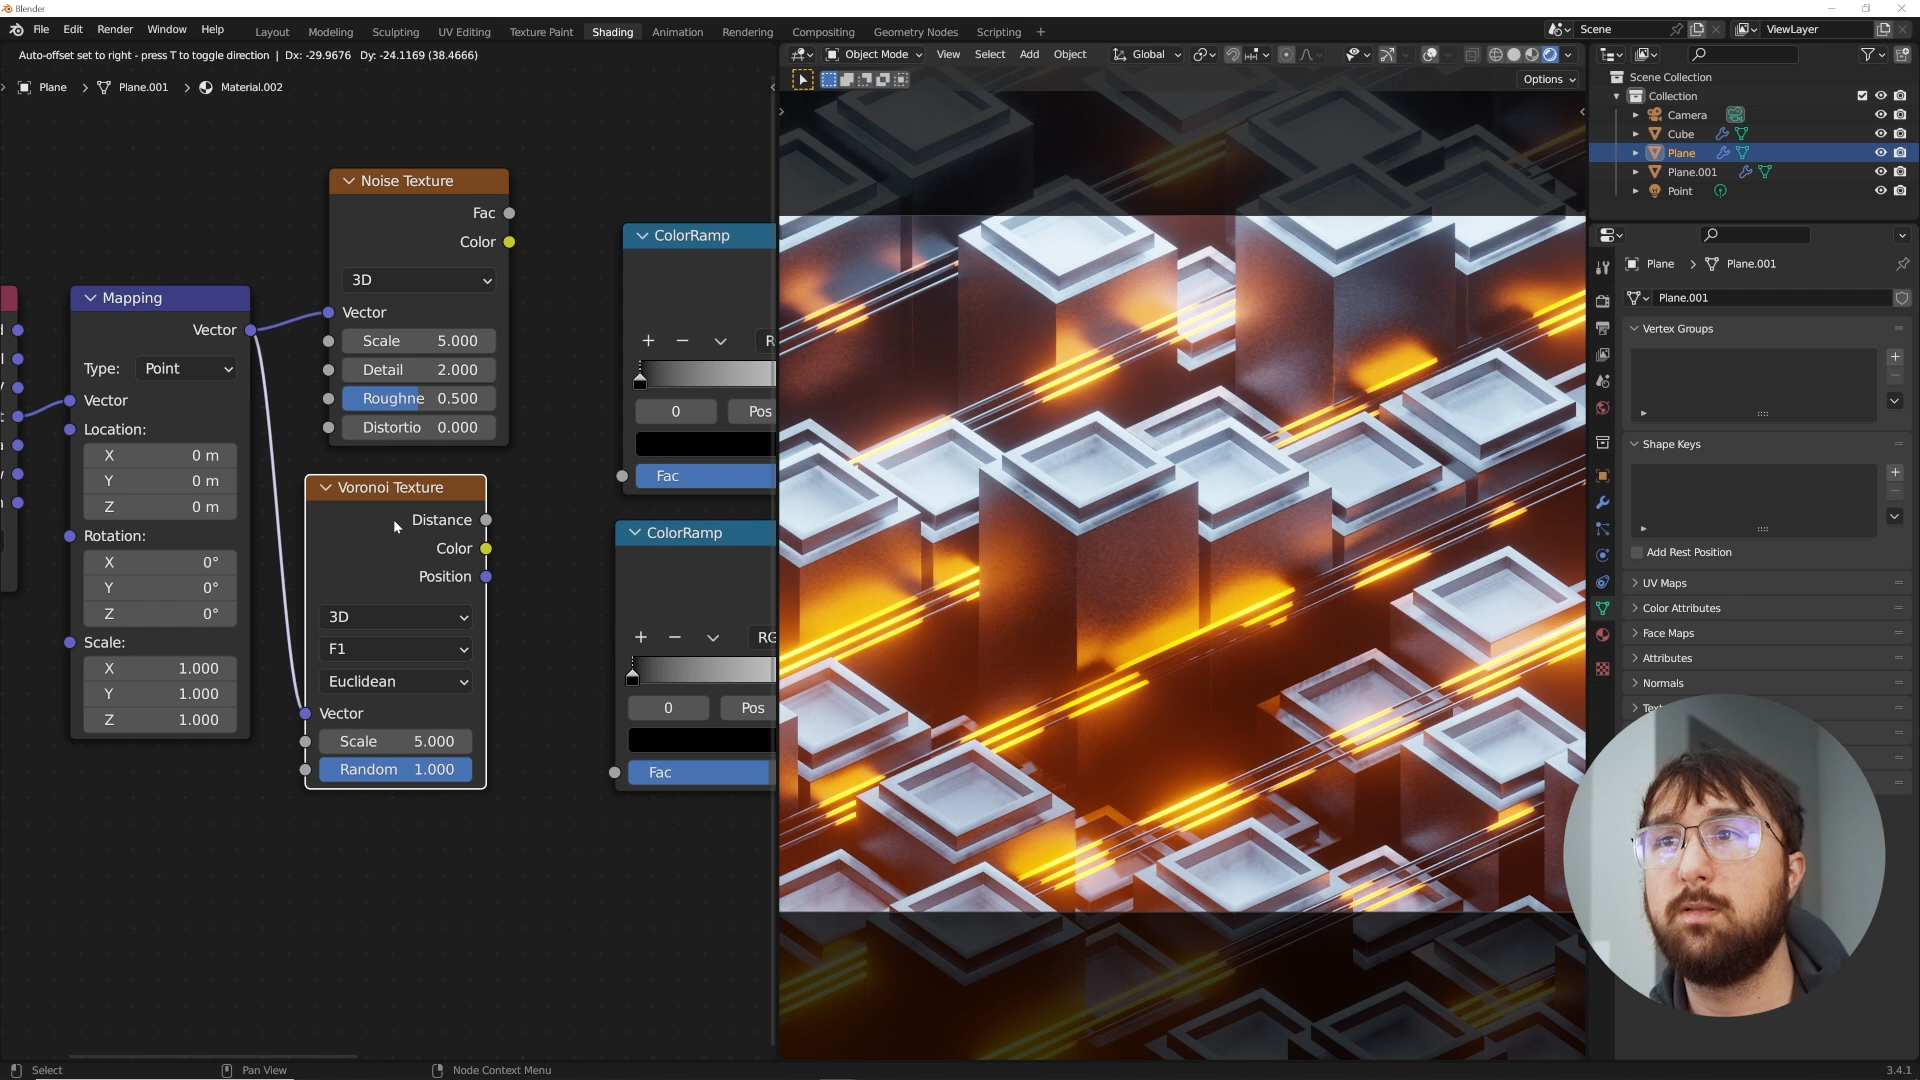 Blender
File Edit Render Window Help Layout Modeling Sculpting UV Editing Texture Paint Shading Animation Rendering Compositing Geometry Nodes Scripting + Scene ViewLayer
Auto-offset set to right - press T to toggle direction | Dx: -29.9676 Dy: -24.1169 (38.4666)
Object Mode View Select Add Object Global
Options
Plane > Plane.001 > Material.002
Scene Collection
Collection
Camera
Cube
Plane
Plane.001
Point
Plane > Plane.001
Plane.001
Vertex Groups
Shape Keys
Add Rest Position
UV Maps
Color Attributes
Face Maps
Attributes
Normals
Mapping
Vector
Type: Point
Vector
Location:
X 0 m
Y 0 m
Z 0 m
Rotation:
X 0°
Y 0°
Z 0°
Scale:
X 1.000
Y 1.000
Z 1.000
Noise Texture
Fac
Color
3D
Vector
Scale 5.000
Detail 2.000
Roughne 0.500
Distortio 0.000
Voronoi Texture
Distance
Color
Position
3D
F1
Euclidean
Vector
Scale 5.000
Random 1.000
ColorRamp
+ −
0 Pos
Fac
ColorRamp
+ − RG
0 Pos
Fac
Select Pan View Node Context Menu 3.4.1